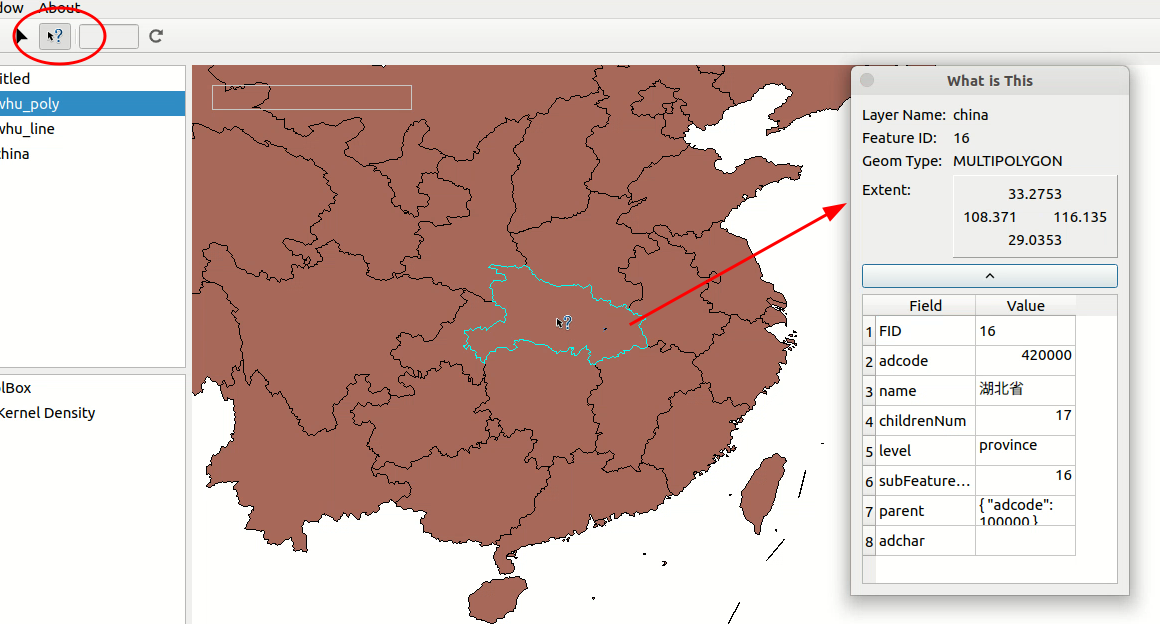 dow About
?
itled
whu_poly
whu_line
china
olBox
Kernel Density
?
What is This
Layer Name: china
Feature ID: 16
Geom Type: MULTIPOLYGON
Extent:
33.2753
108.371 116.135
29.0353
Field Value
1 FID 16
2 adcode 420000
3 name 湖北省
4 childrenNum 17
5 level province
6 subFeature... 16
7 parent { "adcode":
100000 }
8 adchar